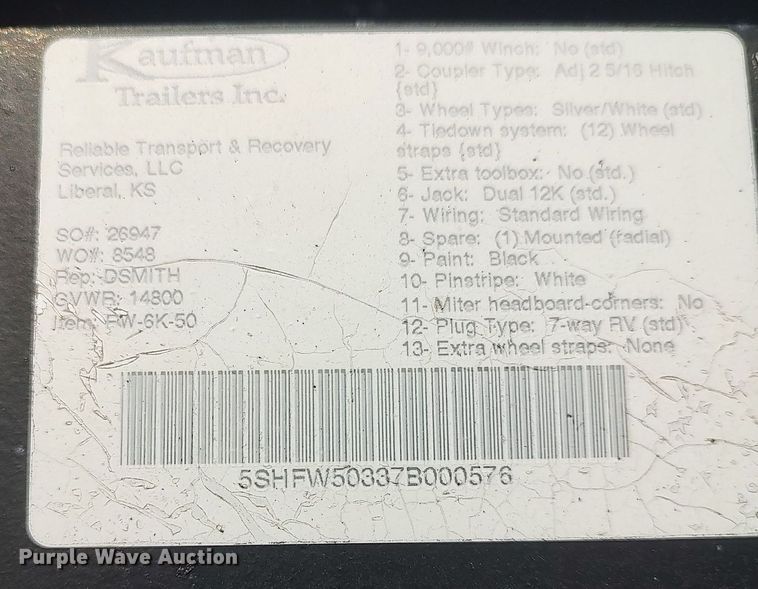 Kaufman
Trailers Inc.
Reliable Transport & Recovery
Services, LLC
Liberal, KS
SO#: 26947
WO#: 8548
Rep: DSMITH
GVWR: 14800
Item: FW-6K-50
1- 9,000# Winch: No (std)
2- Coupler Type: Adj 2 5/16 Hitch
{std}
3- Wheel Types: Silver/White (std)
4- Tiedown system: (12) Wheel
straps {std}
5- Extra toolbox: No (std.)
6- Jack: Dual 12K (std.)
7- Wiring: Standard Wiring
8- Spare: (1) Mounted (radial)
9- Paint: Black
10- Pinstripe: White
11- Miter headboard-corners: No
12- Plug Type: 7-way RV (std)
13- Extra wheel straps: None
5SHFW50337B000576
Purple Wave Auction